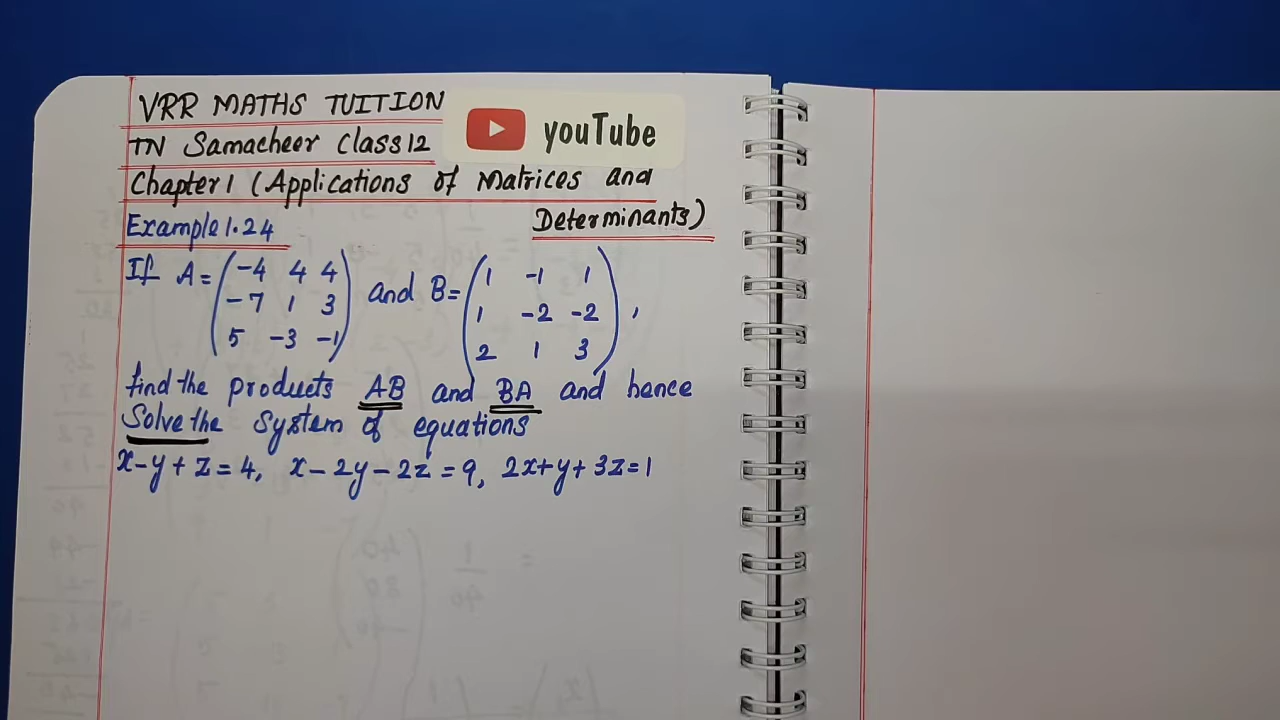 VRR MATHS TUITION
youTube
TN Samacheer Class 12
Chapter 1 (Applications of Matrices and
Determinants)
Example 1.24
If A = (-4 4 4
-7 1 3
5 -3 -1) and B = (1 -1 1
1 -2 -2
2 1 3),
find the products AB and BA and hence
Solve the system of equations
x - y + z = 4, x - 2y - 2z = 9, 2x + y + 3z = 1